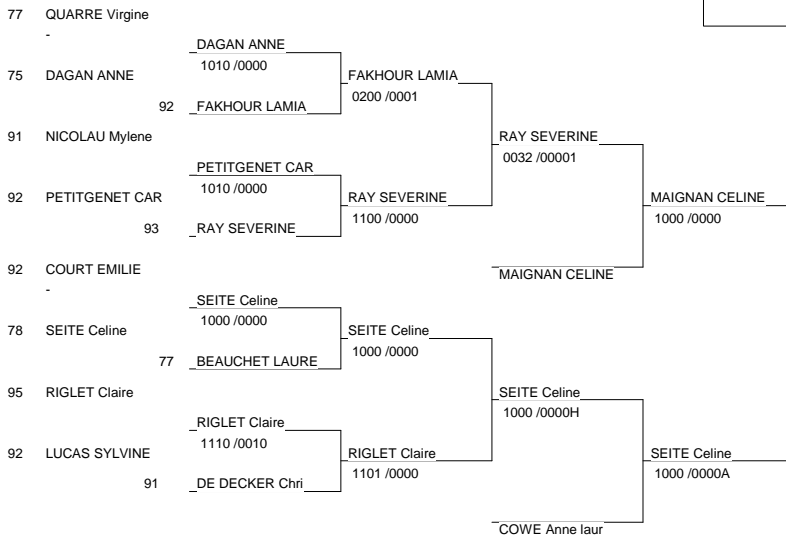 77 QUARRE Virgine
-
DAGAN ANNE
1010 /0000
75 DAGAN ANNE
FAKHOUR LAMIA
0200 /0001
92 FAKHOUR LAMIA
91 NICOLAU Mylene
RAY SEVERINE
0032 /00001
PETITGENET CAR
1010 /0000
92 PETITGENET CAR
RAY SEVERINE
1100 /0000
MAIGNAN CELINE
1000 /0000
93 RAY SEVERINE
92 COURT EMILIE
-
MAIGNAN CELINE
SEITE Celine
1000 /0000
78 SEITE Celine
SEITE Celine
1000 /0000
77 BEAUCHET LAURE
95 RIGLET Claire
SEITE Celine
1000 /0000H
RIGLET Claire
1110 /0010
92 LUCAS SYLVINE
RIGLET Claire
1101 /0000
SEITE Celine
1000 /0000A
91 DE DECKER Chri
COWE Anne laur